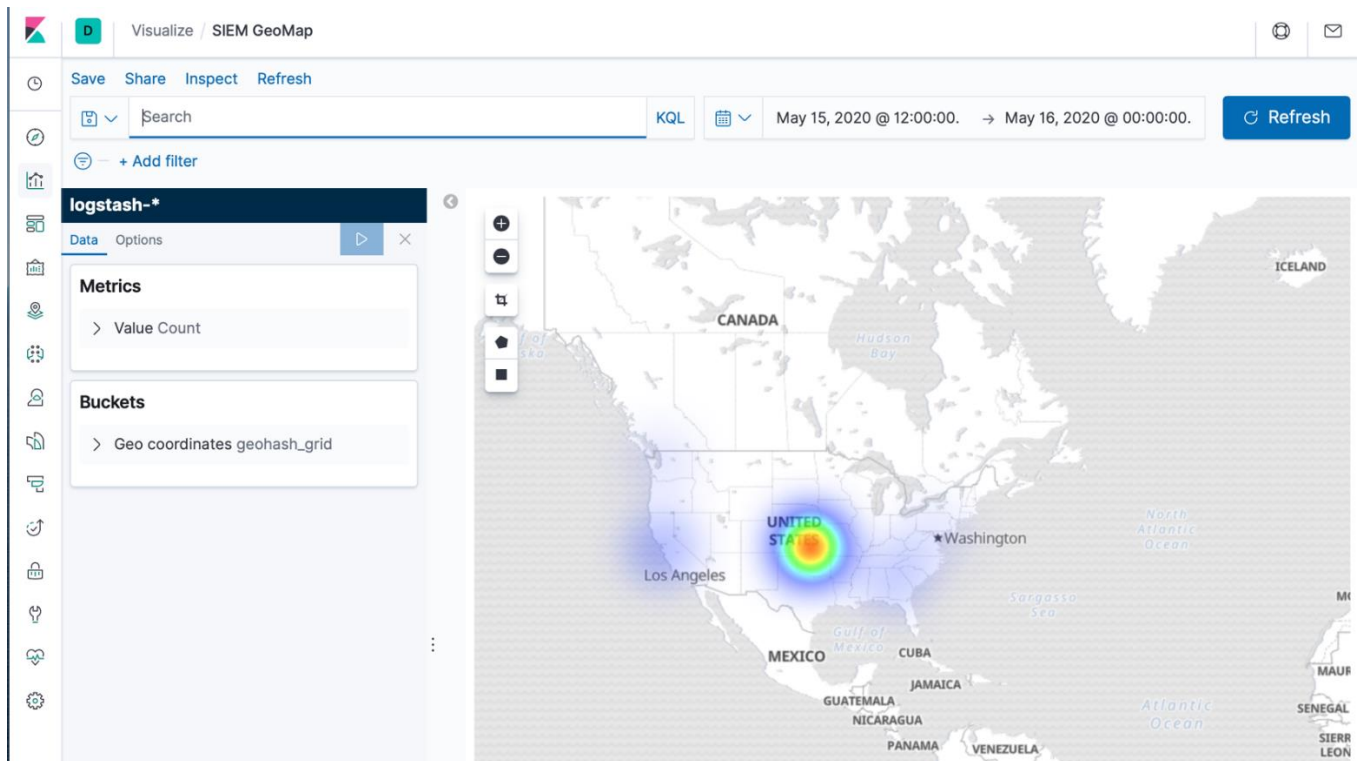 D Visualize / SIEM GeoMap
Save Share Inspect Refresh
Search KQL May 15, 2020 @ 12:00:00. → May 16, 2020 @ 00:00:00. Refresh
+ Add filter
logstash-*
Data Options
Metrics
> Value Count
Buckets
> Geo coordinates geohash_grid
ICELAND
CANADA
Hudson
Bay
UNITED
STATES
Washington
North
Atlantic
Ocean
Los Angeles
Sargasso
Sea
Gulf of
Mexico
MEXICO
CUBA
JAMAICA
GUATEMALA
NICARAGUA
PANAMA
VENEZUELA
Atlantic
Ocean
MAUR
SENEGAL
SIERR
LEON